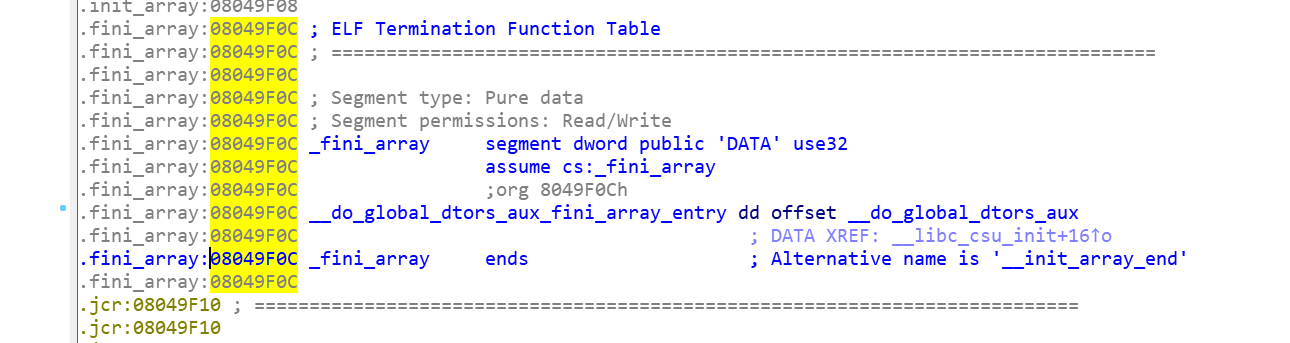 .init_array:08049F08
.fini_array:08049F0C ; ELF Termination Function Table
.fini_array:08049F0C ; ===========================================================================
.fini_array:08049F0C
.fini_array:08049F0C ; Segment type: Pure data
.fini_array:08049F0C ; Segment permissions: Read/Write
.fini_array:08049F0C _fini_array     segment dword public 'DATA' use32
.fini_array:08049F0C                 assume cs:_fini_array
.fini_array:08049F0C                 ;org 8049F0Ch
.fini_array:08049F0C __do_global_dtors_aux_fini_array_entry dd offset __do_global_dtors_aux
.fini_array:08049F0C                                         ; DATA XREF: __libc_csu_init+16↑o
.fini_array:08049F0C _fini_array     ends                    ; Alternative name is '__init_array_end'
.fini_array:08049F0C
.jcr:08049F10 ; ===========================================================================
.jcr:08049F10